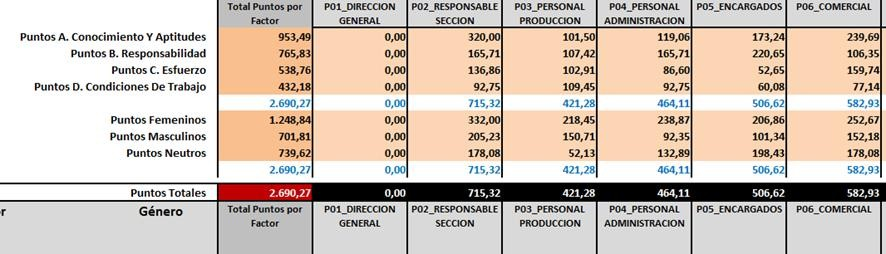 Total Puntos por Factor P01_DIRECCION GENERAL P02_RESPONSABLE SECCION P03_PERSONAL PRODUCCION P04_PERSONAL ADMINISTRACION P05_ENCARGADOS P06_COMERCIAL
Puntos A. Conocimiento Y Aptitudes 953,49 0,00 320,00 101,50 119,06 173,24 239,69
Puntos B. Responsabilidad 765,83 0,00 165,71 107,42 165,71 220,65 106,35
Puntos C. Esfuerzo 538,76 0,00 136,86 102,91 86,60 52,65 159,74
Puntos D. Condiciones De Trabajo 432,18 0,00 92,75 109,45 92,75 60,08 77,14
2.690,27 0,00 715,32 421,28 464,11 506,62 582,93
Puntos Femeninos 1.248,84 0,00 332,00 218,45 238,87 206,86 252,67
Puntos Masculinos 701,81 0,00 205,23 150,71 92,35 101,34 152,18
Puntos Neutros 739,62 0,00 178,08 52,13 132,89 198,43 178,08
2.690,27 0,00 715,32 421,28 464,11 506,62 582,93
Puntos Totales 2.690,27 0,00 715,32 421,28 464,11 506,62 582,93
or Género Total Puntos por Factor P01_DIRECCION GENERAL P02_RESPONSABLE SECCION P03_PERSONAL PRODUCCION P04_PERSONAL ADMINISTRACION P05_ENCARGADOS P06_COMERCIAL